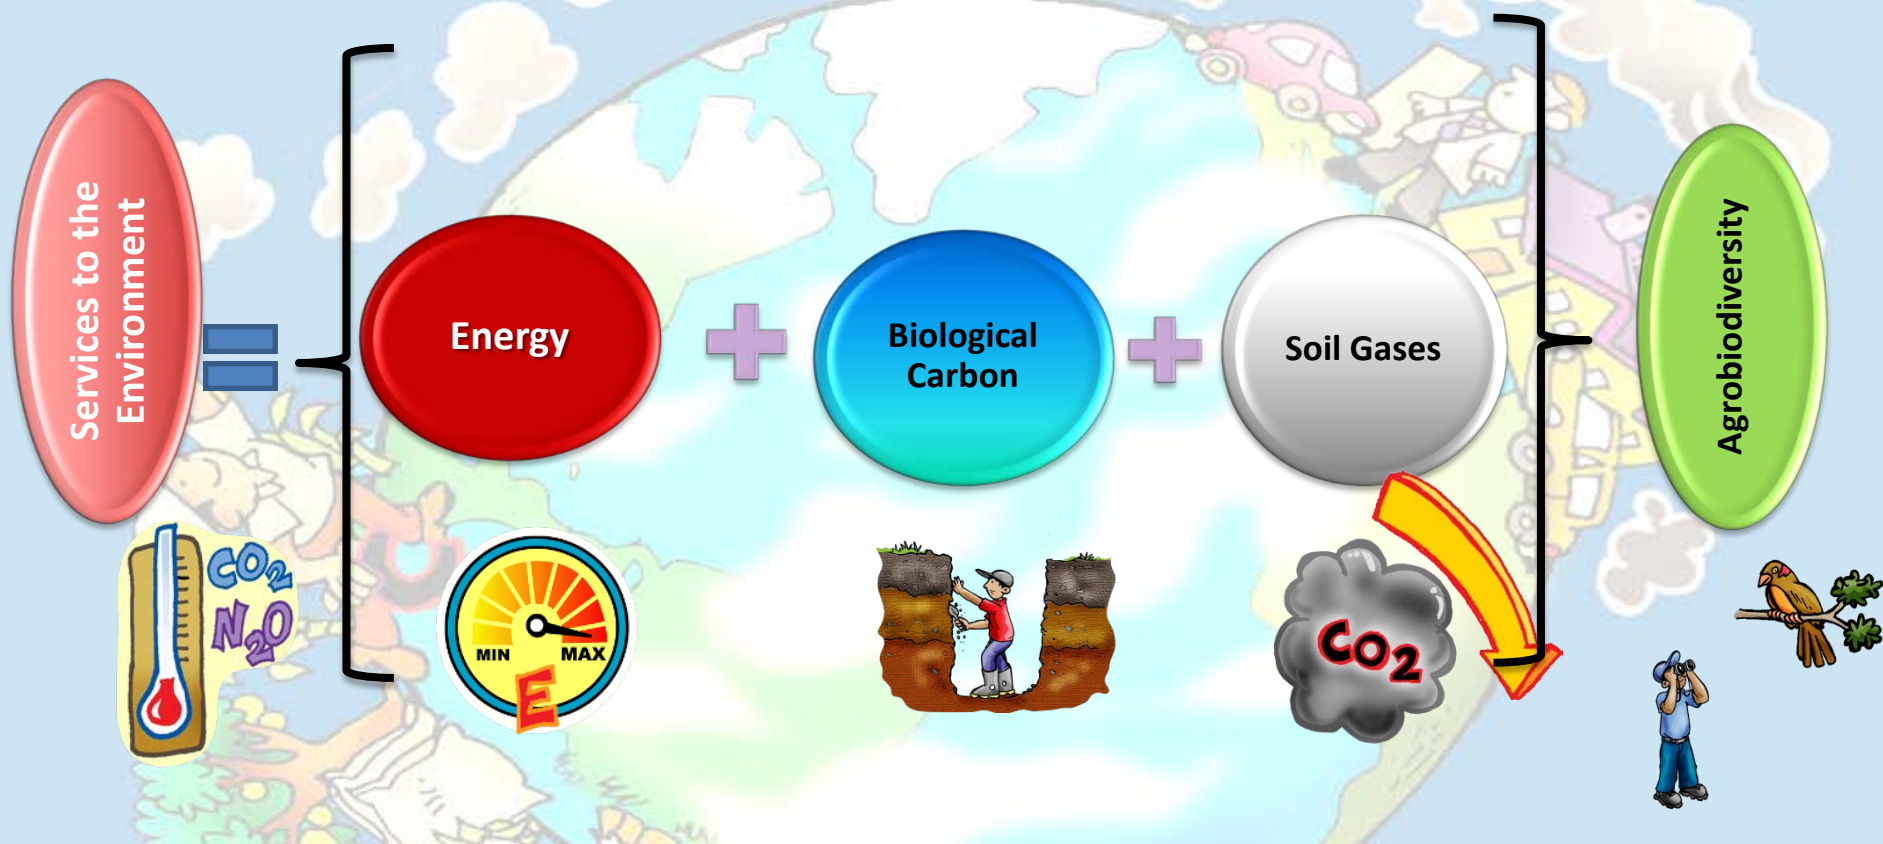 Services to the
Environment
Energy
Biological
Carbon
Soil Gases
Agrobiodiversity
CO2
N2O
MIN
MAX
E
CO2